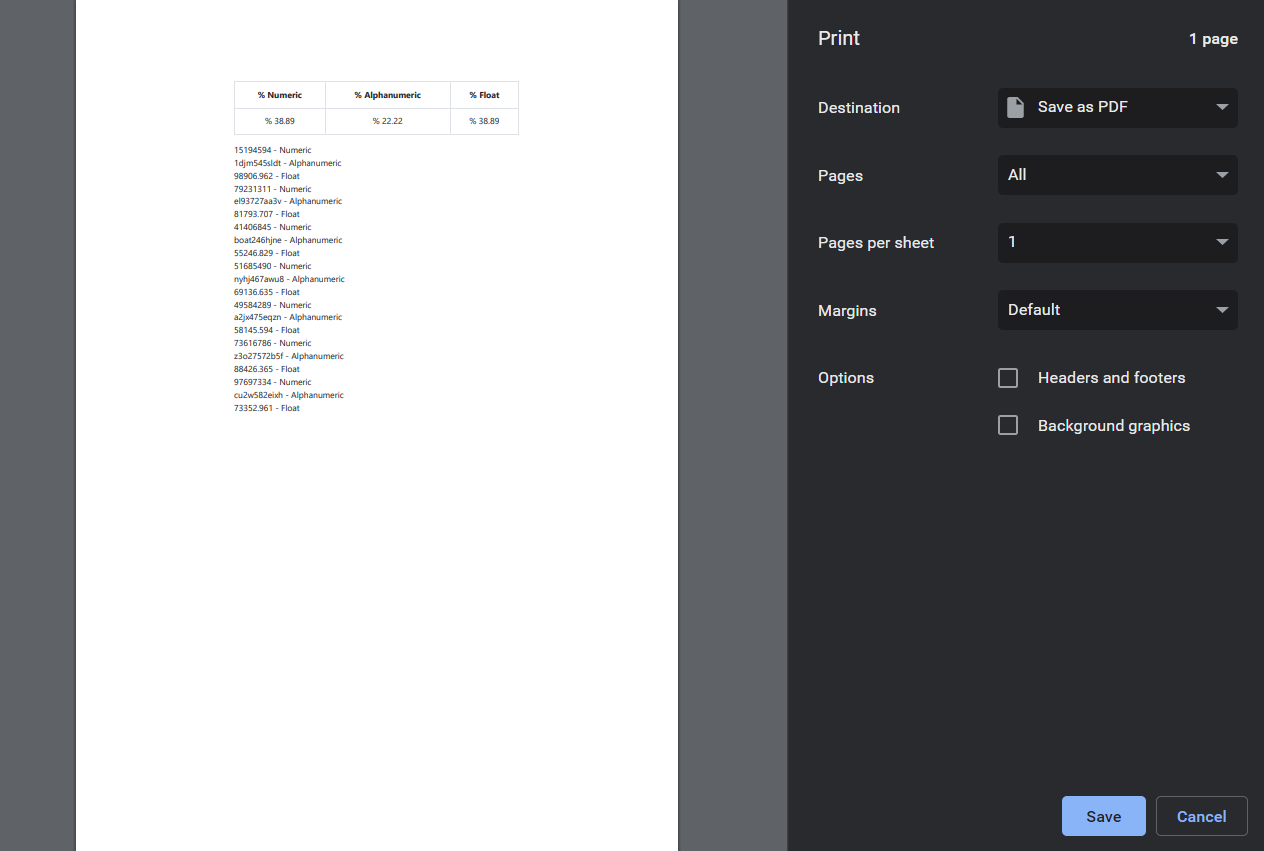 % Numeric % Alphanumeric % Float
% 38.89 % 22.22 % 38.89
15194594 - Numeric
1djm545sldt - Alphanumeric
98906.962 - Float
79231311 - Numeric
el93727aa3v - Alphanumeric
81793.707 - Float
41406845 - Numeric
boat246hjne - Alphanumeric
55246.829 - Float
51685490 - Numeric
nyhj467awu8 - Alphanumeric
69136.635 - Float
49584289 - Numeric
a2jx475eqzn - Alphanumeric
58145.594 - Float
73616786 - Numeric
z3o27572b5f - Alphanumeric
88426.365 - Float
97697334 - Numeric
cu2w582eixh - Alphanumeric
73352.961 - Float
Print 1 page
Destination Save as PDF
Pages All
Pages per sheet 1
Margins Default
Options Headers and footers
Background graphics
Save Cancel